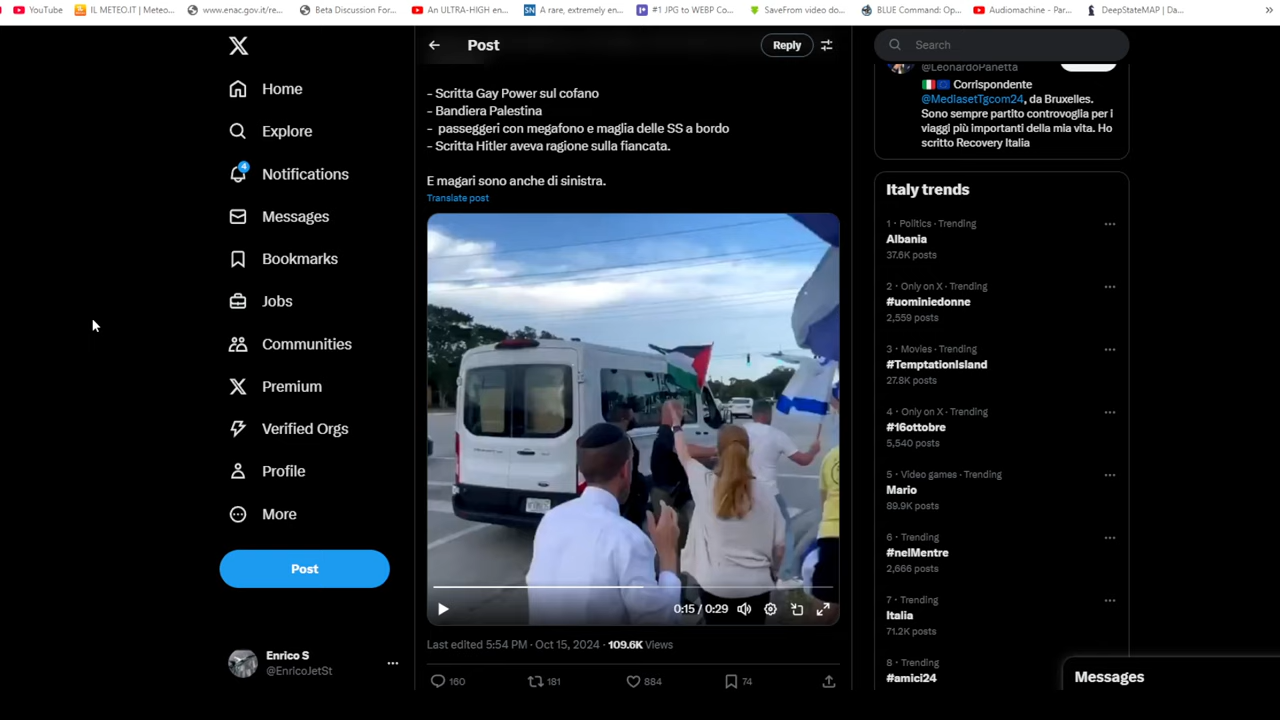 YouTube
IL METEO.IT | Meteo...
www.enac.gov.it/re...
Beta Discussion For...
An ULTRA-HIGH en...
SN A rare, extremely en...
#1 JPG to WEBP Co...
SaveFrom video do...
BLUE Command: Op...
Audiomachine - Par...
DeepStateMAP | Da...
Home
Explore
4
Notifications
Messages
Bookmarks
Jobs
Communities
Premium
Verified Orgs
Profile
More
Post
Enrico S
@EnricoJetSt
Post
Reply
- Scritta Gay Power sul cofano
- Bandiera Palestina
- passeggeri con megafono e maglia delle SS a bordo
- Scritta Hitler aveva ragione sulla fiancata.
E magari sono anche di sinistra.
Translate post
0:15 / 0:29
Last edited 5:54 PM · Oct 15, 2024 · 109.6K Views
160 181 884 74
Search
@LeonardoPanetta
Corrispondente
@MediasetTgcom24, da Bruxelles.
Sono sempre partito controvoglia per i
viaggi più importanti della mia vita. Ho
scritto Recovery Italia
Italy trends
1 · Politics · Trending
Albania
37.6K posts
2 · Only on X · Trending
#uominiedonne
2,559 posts
3 · Movies · Trending
#TemptationIsland
27.8K posts
4 · Only on X · Trending
#16ottobre
5,540 posts
5 · Video games · Trending
Mario
89.9K posts
6 · Trending
#nelMentre
2,666 posts
7 · Trending
Italia
71.2K posts
8 · Trending
#amici24
Messages